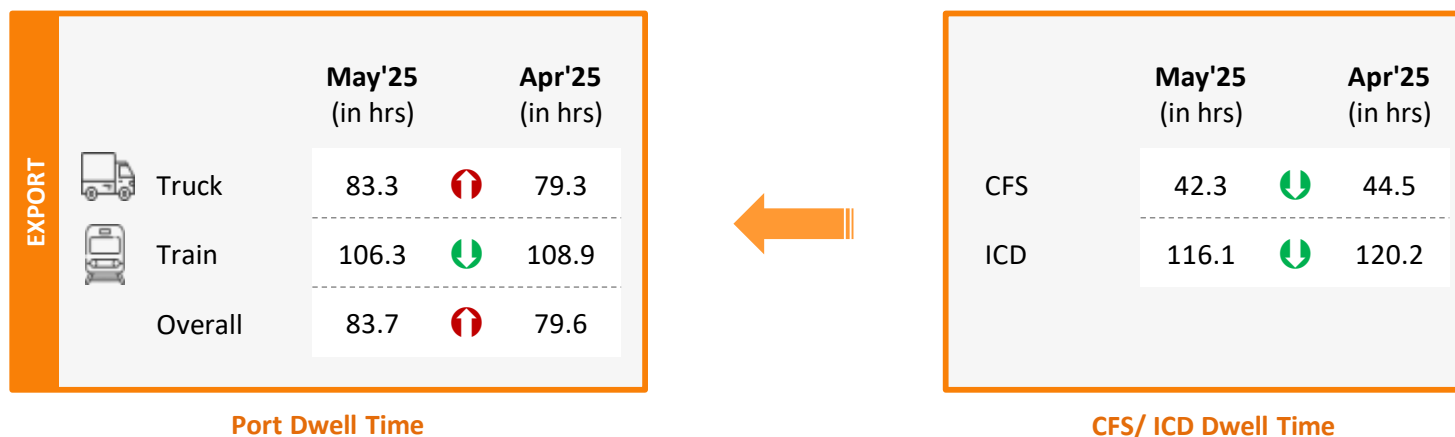 EXPORT
May'25 Apr'25
(in hrs) (in hrs)
Truck 83.3 79.3
Train 106.3 108.9
Overall 83.7 79.6
Port Dwell Time
May'25 Apr'25
(in hrs) (in hrs)
CFS 42.3 44.5
ICD 116.1 120.2
CFS/ ICD Dwell Time